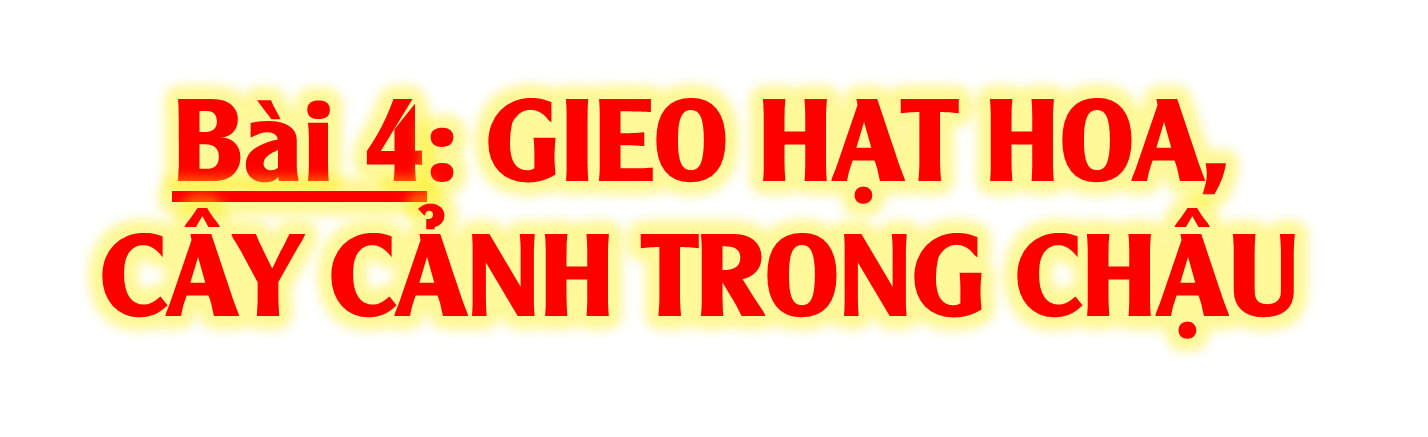 Bài 4: GIEO HẠT HOA,
CÂY CẢNH TRONG CHẬU